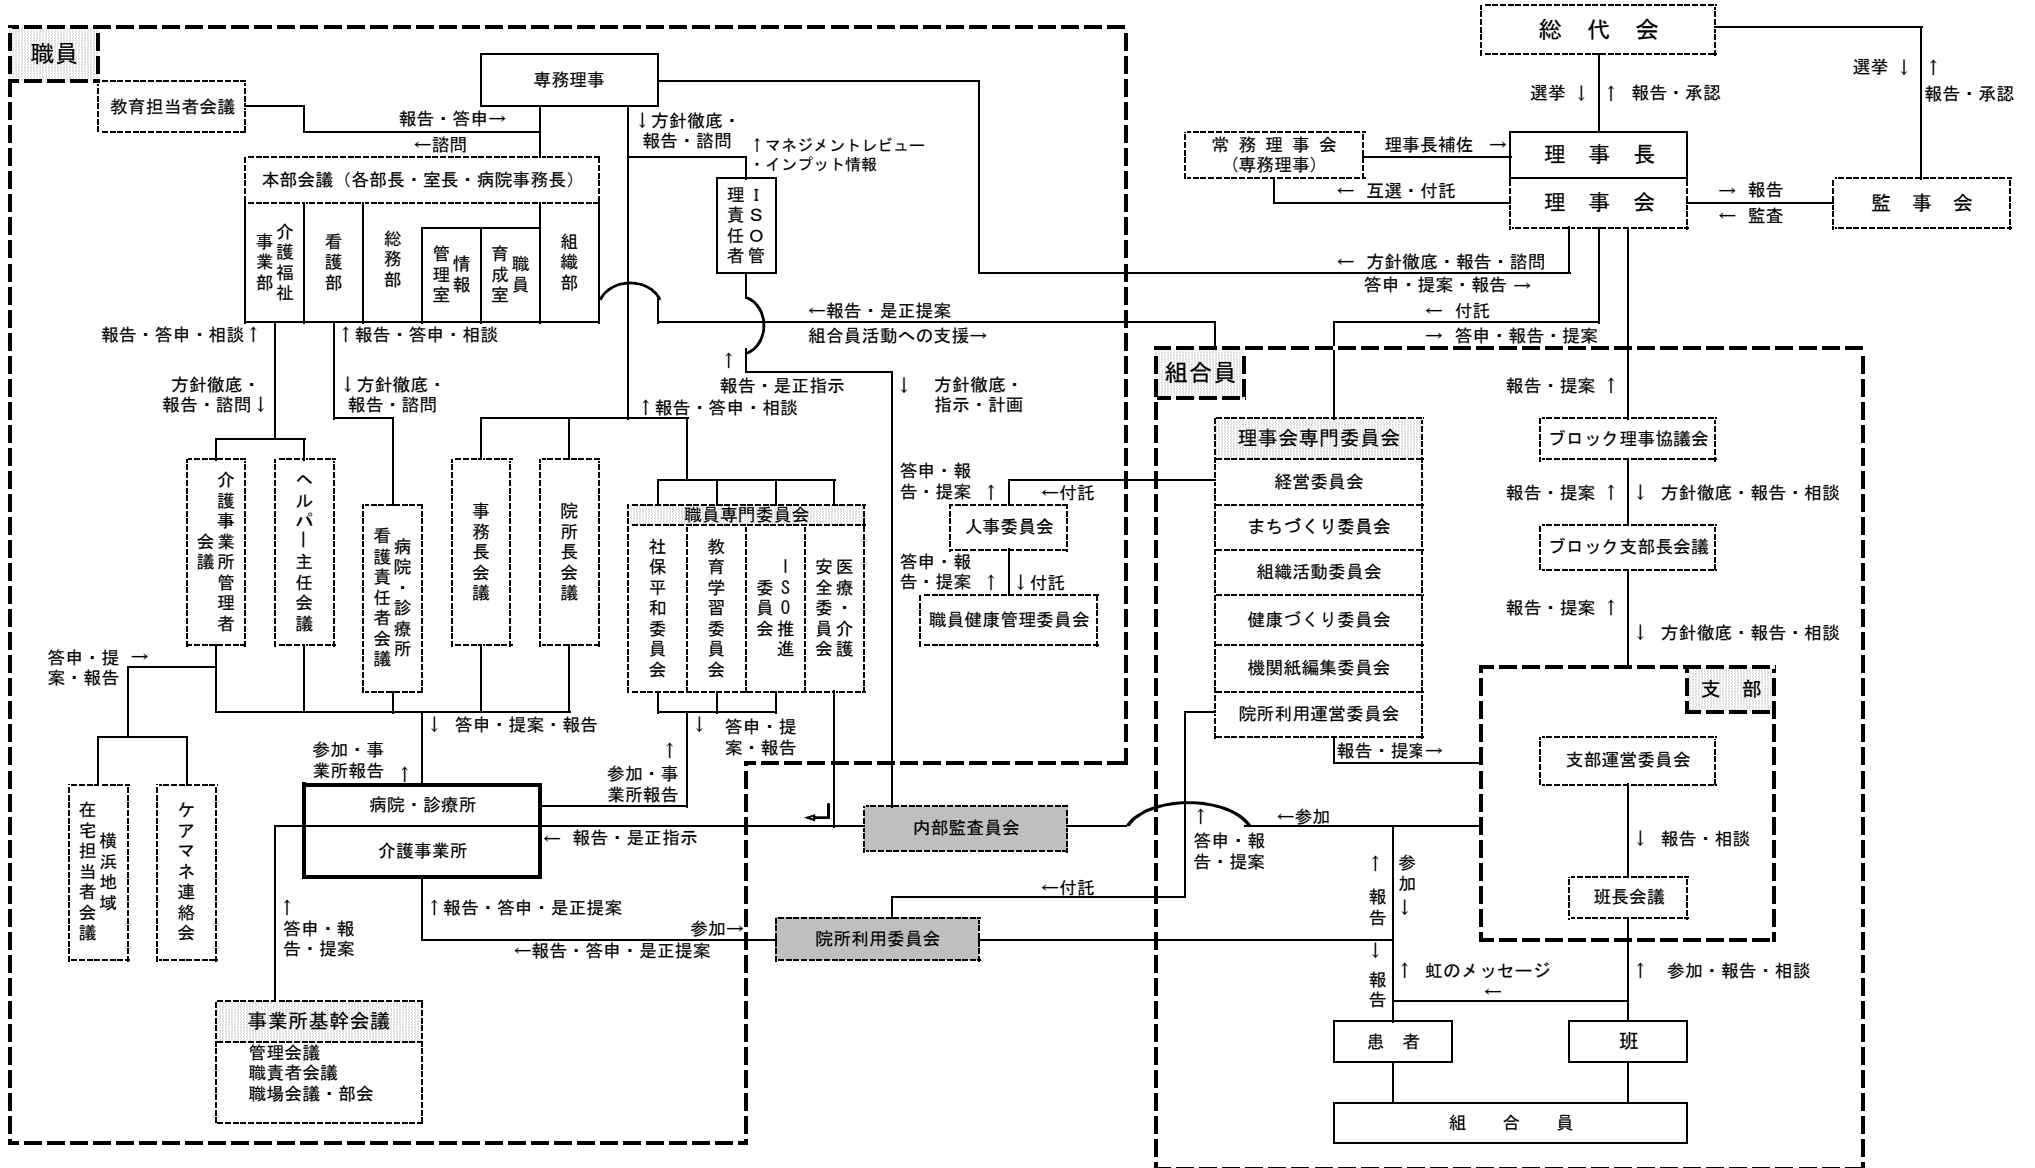 職員
専務理事
教育担当者会議
報告・答申→
←諮問
↓方針徹底・
報告・諮問
↑マネジメントレビュー
・インプット情報
本部会議（各部長・室長・病院事務長）
ISO管
理責任者
介護福祉
事業部
看護部
総務部
情報
管理室
職員
育成室
組織部
報告・答申・相談↑
↑報告・答申・相談
方針徹底・
報告・諮問↓
↓方針徹底・
報告・諮問
←報告・是正提案
組合員活動への支援→
↑
報告・是正指示
↑報告・答申・相談
↓ 方針徹底・
指示・計画
介護事業所管理者
会議
ヘルパー主任会議
病院・診療所
看護責任者会議
事務長会議
院所長会議
職員専門委員会
社保平和委員会
教育学習委員会
ISO推進
委員会
医療・介護
安全委員会
答申・報
告・提案 ↑
←付託
人事委員会
答申・報
告・提案 ↑ ↓付託
職員健康管理委員会
答申・提 →
案・報告
↓ 答申・提案・報告
参加・事
業所報告 ↑
↓ 答申・提
案・報告
↑
参加・事
業所報告
横浜地域
在宅担当者会議
ケアマネ連絡会
病院・診療所
介護事業所
← 報告・是正指示
内部監査員会
↑
答申・報
告・提案
↑報告・答申・是正提案
参加→
←報告・答申・是正提案
院所利用委員会
←付託
事業所基幹会議
管理会議
職責者会議
職場会議・部会
総 代 会
選挙 ↓ ↑ 報告・承認
選挙 ↓ ↑
報告・承認
常 務 理 事 会
（専務理事）
理事長補佐 →
← 互選・付託
理 事 長
理 事 会
→ 報告
← 監査
監 事 会
← 方針徹底・報告・諮問
答申・提案・報告 →
← 付託
→ 答申・報告・提案
組合員
報告・提案 ↑
理事会専門委員会
経営委員会
まちづくり委員会
組織活動委員会
健康づくり委員会
機関紙編集委員会
院所利用運営委員会
報告・提案→
ブロック理事協議会
報告・提案 ↑ ↓ 方針徹底・報告・相談
ブロック支部長会議
報告・提案 ↑
↓ 方針徹底・報告・相談
支 部
支部運営委員会
↓ 報告・相談
班長会議
←参加
↑
答申・報
告・提案
↑
報告
参加
↓
↓
報告
↑ 虹のメッセージ
←
↑ 参加・報告・相談
患 者
班
組 合 員